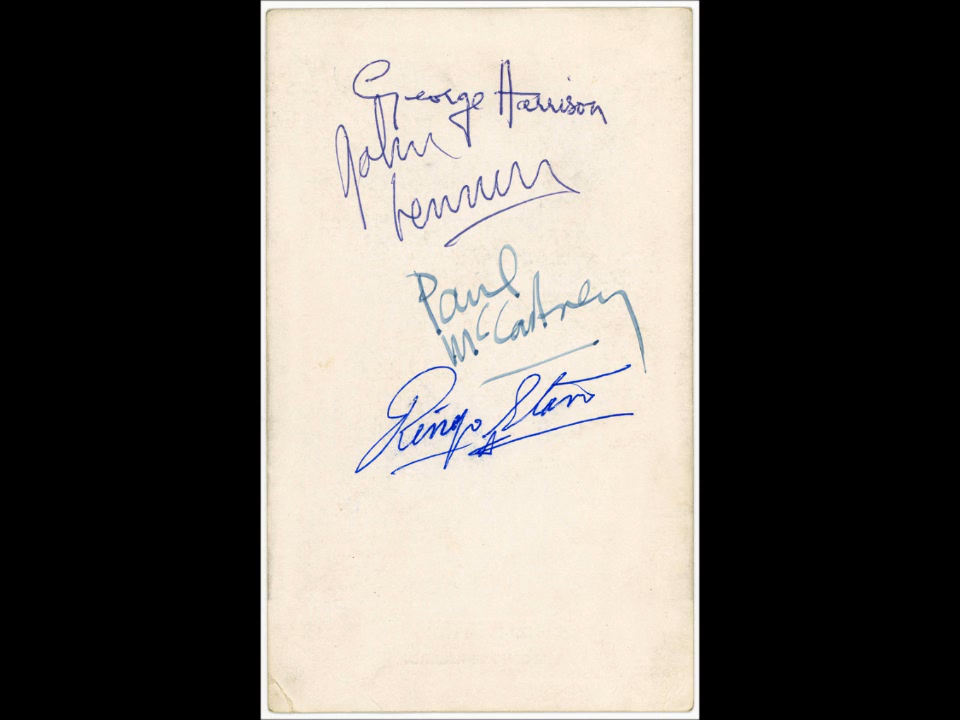 George Harrison
John
Lennon
Paul
McCartney
Ringo Starr